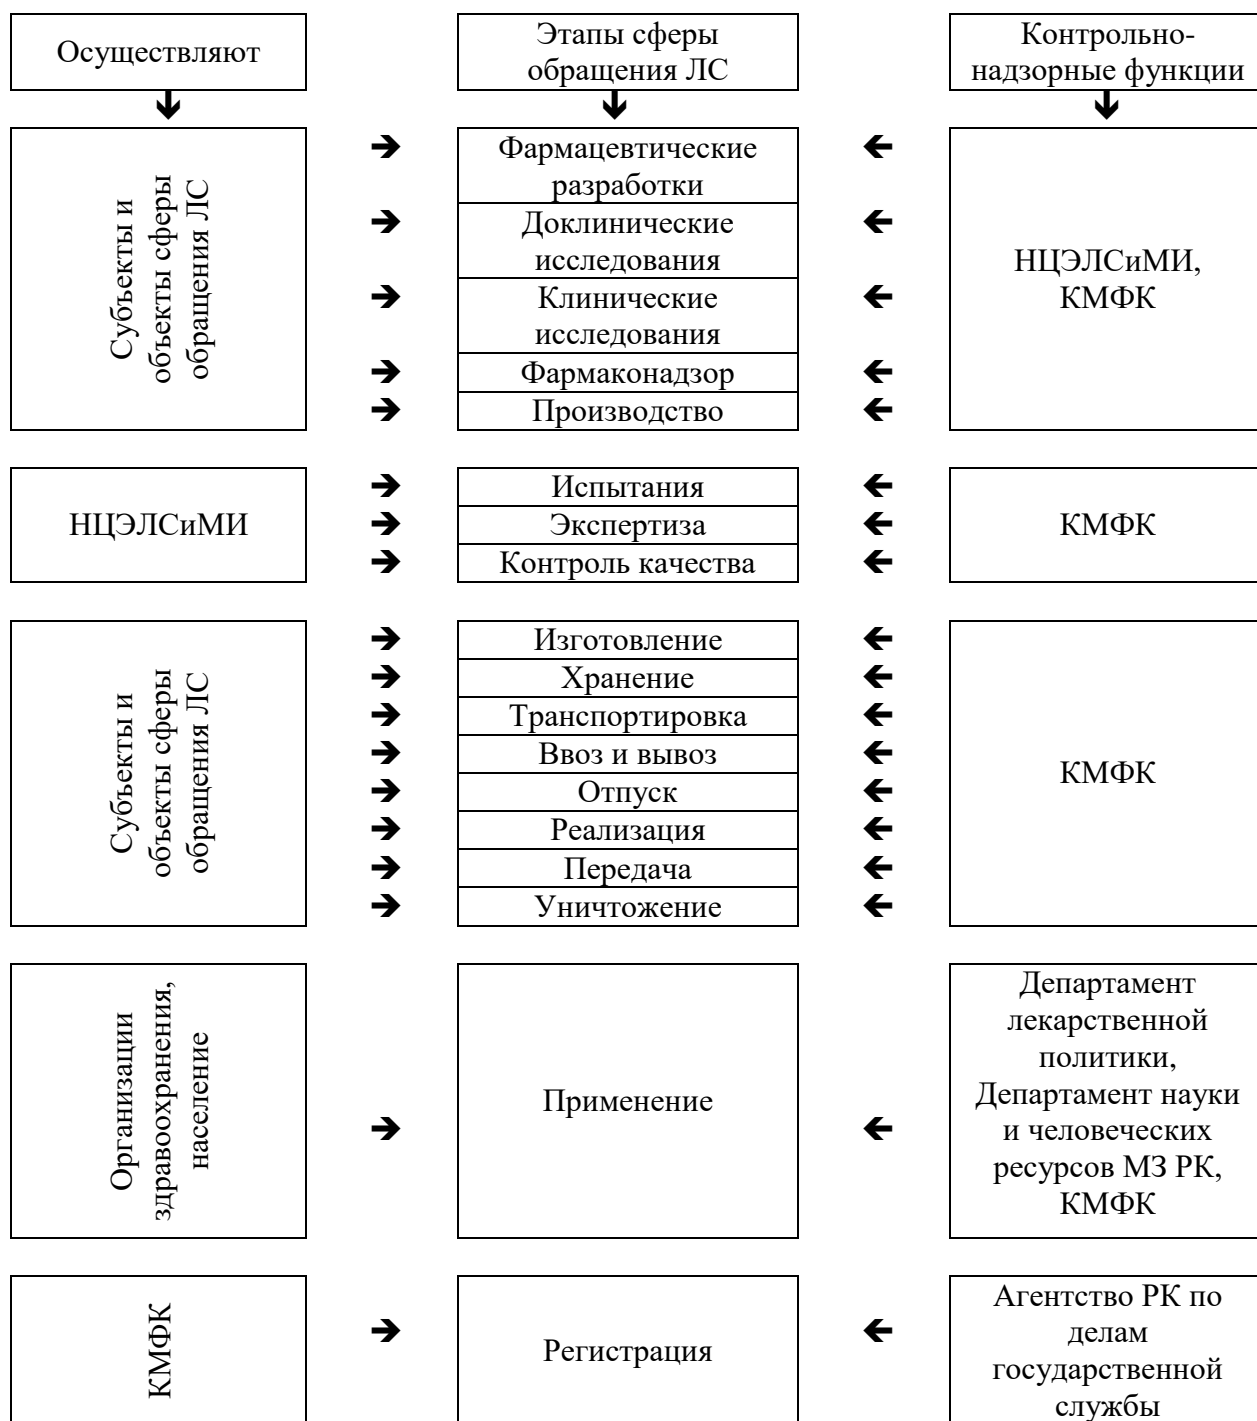 Осуществляют
Этапы сферы
обращения ЛС
Контрольно-
надзорные функции
🡻
🡻
🡻
Субъекты и
объекты сферы
обращения ЛС
🡺
Фармацевтические
разработки
🡸
🡺
Доклинические
исследования
🡸
🡺
Клинические
исследования
🡸
🡺
Фармаконадзор
🡸
🡺
Производство
🡸
НЦЭЛСиМИ,
КМФК
НЦЭЛСиМИ
🡺
Испытания
🡸
🡺
Экспертиза
🡸
🡺
Контроль качества
🡸
КМФК
Субъекты и
объекты сферы
обращения ЛС
🡺
Изготовление
🡸
🡺
Хранение
🡸
🡺
Транспортировка
🡸
🡺
Ввоз и вывоз
🡸
🡺
Отпуск
🡸
🡺
Реализация
🡸
🡺
Передача
🡸
🡺
Уничтожение
🡸
КМФК
Организации
здравоохранения,
население
🡺
Применение
🡸
Департамент
лекарственной
политики,
Департамент науки
и человеческих
ресурсов МЗ РК,
КМФК
КМФК
🡺
Регистрация
🡸
Агентство РК по
делам
государственной
службы